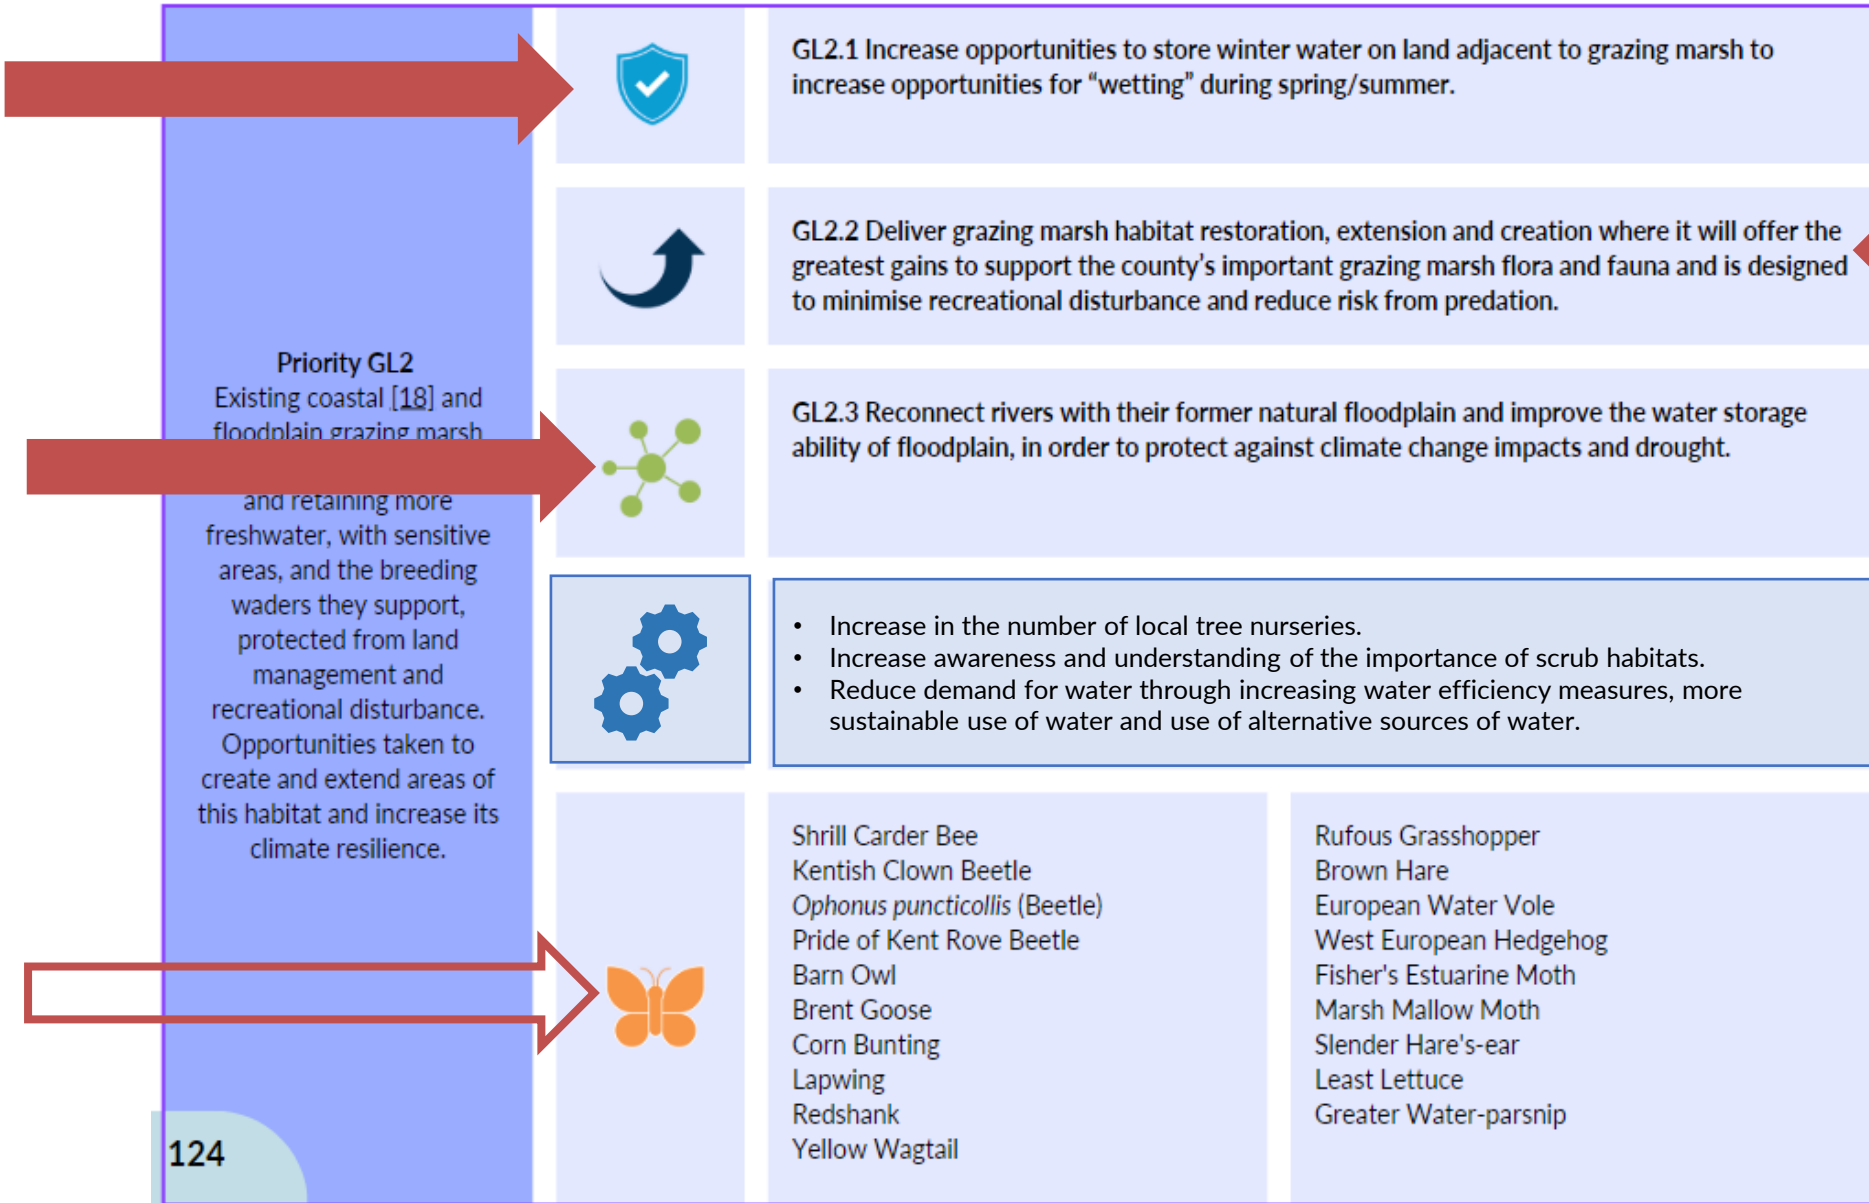 Priority GL2
Existing coastal [18] and
floodplain grazing marsh
and retaining more
freshwater, with sensitive
areas, and the breeding
waders they support,
protected from land
management and
recreational disturbance.
Opportunities taken to
create and extend areas of
this habitat and increase its
climate resilience.
GL2.1 Increase opportunities to store winter water on land adjacent to grazing marsh to
increase opportunities for “wetting” during spring/summer.
GL2.2 Deliver grazing marsh habitat restoration, extension and creation where it will offer the
greatest gains to support the county's important grazing marsh flora and fauna and is designed
to minimise recreational disturbance and reduce risk from predation.
GL2.3 Reconnect rivers with their former natural floodplain and improve the water storage
ability of floodplain, in order to protect against climate change impacts and drought.
• Increase in the number of local tree nurseries.
• Increase awareness and understanding of the importance of scrub habitats.
• Reduce demand for water through increasing water efficiency measures, more
sustainable use of water and use of alternative sources of water.
Shrill Carder Bee
Kentish Clown Beetle
Ophonus puncticollis (Beetle)
Pride of Kent Rove Beetle
Barn Owl
Brent Goose
Corn Bunting
Lapwing
Redshank
Yellow Wagtail
Rufous Grasshopper
Brown Hare
European Water Vole
West European Hedgehog
Fisher's Estuarine Moth
Marsh Mallow Moth
Slender Hare's-ear
Least Lettuce
Greater Water-parsnip
124